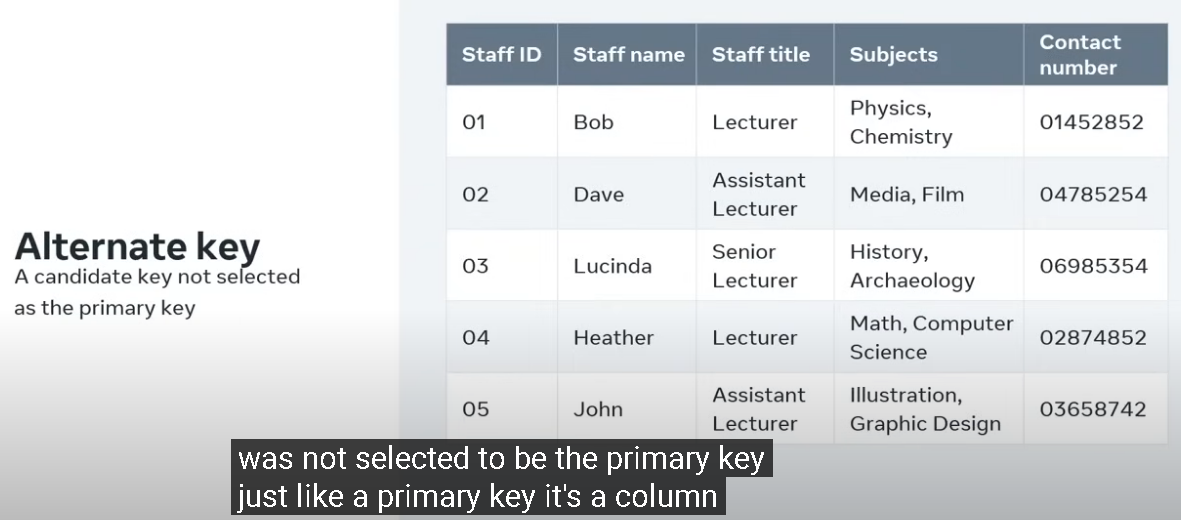 Alternate key
A candidate key not selected
as the primary key
Staff ID Staff name Staff title Subjects Contact number
01 Bob Lecturer Physics, Chemistry 01452852
02 Dave Assistant Lecturer Media, Film 04785254
03 Lucinda Senior Lecturer History, Archaeology 06985354
04 Heather Lecturer Math, Computer Science 02874852
05 John Assistant Lecturer Illustration, Graphic Design 03658742
was not selected to be the primary key
just like a primary key it's a column